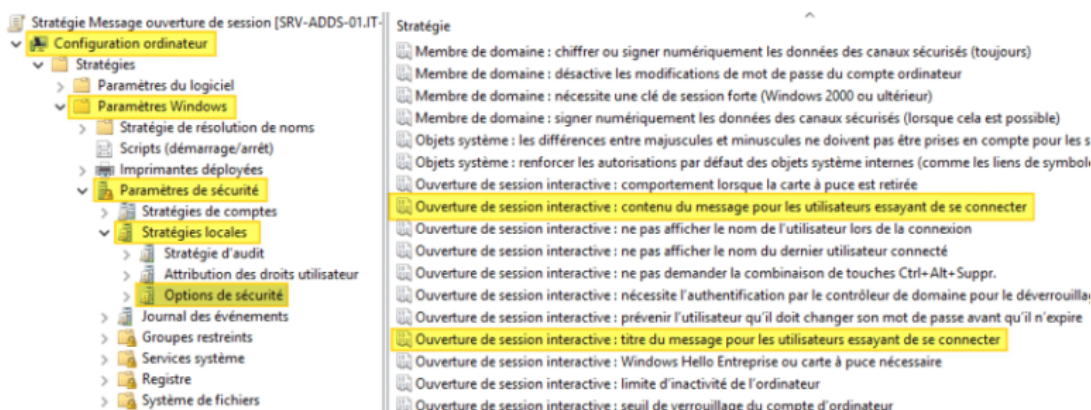 Stratégie Message ouverture de session [SRV-ADDS-01.IT-
Configuration ordinateur
Stratégies
Paramètres du logiciel
Paramètres Windows
Stratégie de résolution de noms
Scripts (démarrage/arrêt)
Imprimantes déployées
Paramètres de sécurité
Stratégies de comptes
Stratégies locales
Stratégie d'audit
Attribution des droits utilisateur
Options de sécurité
Journal des événements
Groupes restreints
Services système
Registre
Système de fichiers
Stratégie
Membre de domaine : chiffrer ou signer numériquement les données des canaux sécurisés (toujours)
Membre de domaine : désactive les modifications de mot de passe du compte ordinateur
Membre de domaine : nécessite une clé de session forte (Windows 2000 ou ultérieur)
Membre de domaine : signer numériquement les données des canaux sécurisés (lorsque cela est possible)
Objets système : les différences entre majuscules et minuscules ne doivent pas être prises en compte pour les s
Objets système : renforcer les autorisations par défaut des objets système internes (comme les liens de symbole
Ouverture de session interactive : comportement lorsque la carte à puce est retirée
Ouverture de session interactive : contenu du message pour les utilisateurs essayant de se connecter
Ouverture de session interactive : ne pas afficher le nom de l'utilisateur lors de la connexion
Ouverture de session interactive : ne pas afficher le nom du dernier utilisateur connecté
Ouverture de session interactive : ne pas demander la combinaison de touches Ctrl+Alt+Suppr.
Ouverture de session interactive : nécessite l'authentification par le contrôleur de domaine pour le déverrouillag
Ouverture de session interactive : prévenir l'utilisateur qu'il doit changer son mot de passe avant qu'il n'expire
Ouverture de session interactive : titre du message pour les utilisateurs essayant de se connecter
Ouverture de session interactive : Windows Hello Entreprise ou carte à puce nécessaire
Ouverture de session interactive : limite d'inactivité de l'ordinateur
Ouverture de session interactive : seuil de verrouillage du compte d'ordinateur